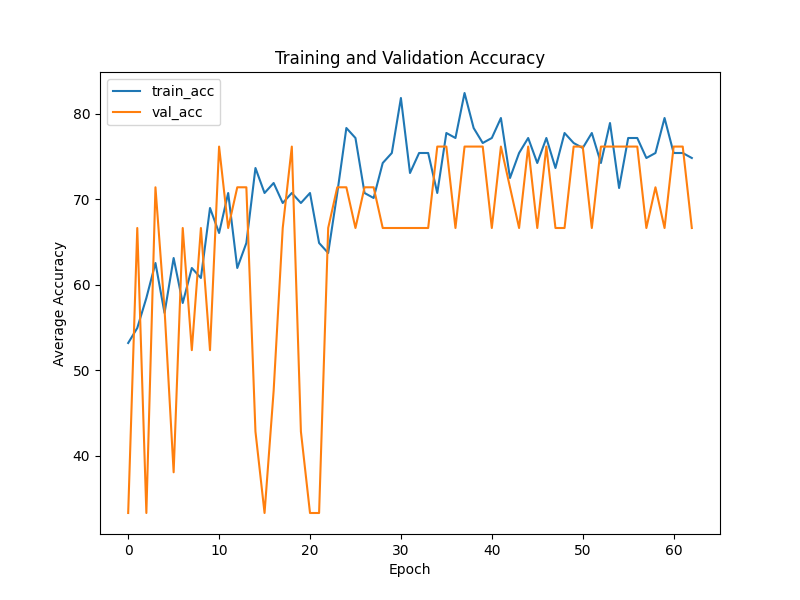 Training and Validation Accuracy
train_acc
val_acc
Average Accuracy
80
70
60
50
40
0 10 20 30 40 50 60
Epoch